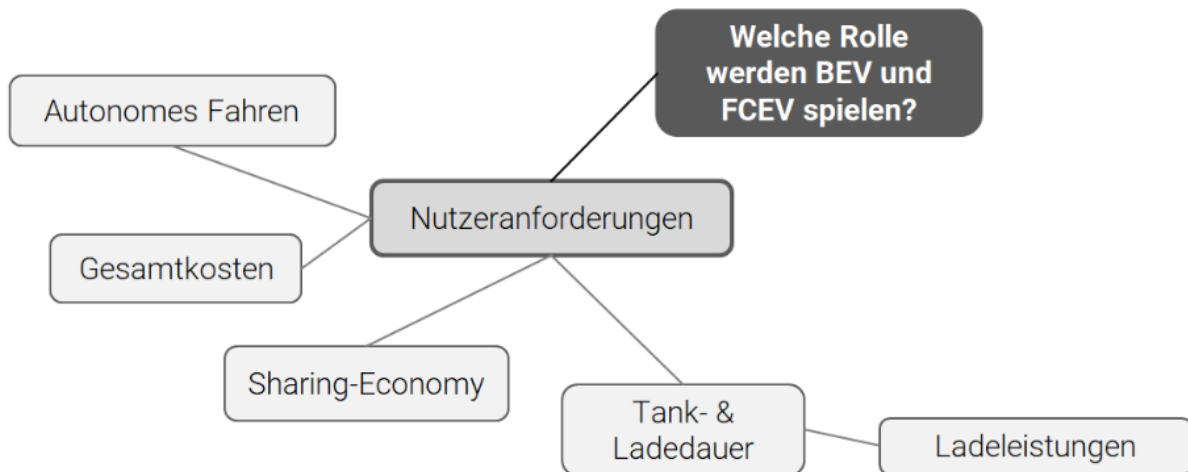 Welche Rolle
werden BEV und
FCEV spielen?
Autonomes Fahren
Nutzeranforderungen
Gesamtkosten
Sharing-Economy
Tank- &
Ladedauer
Ladeleistungen